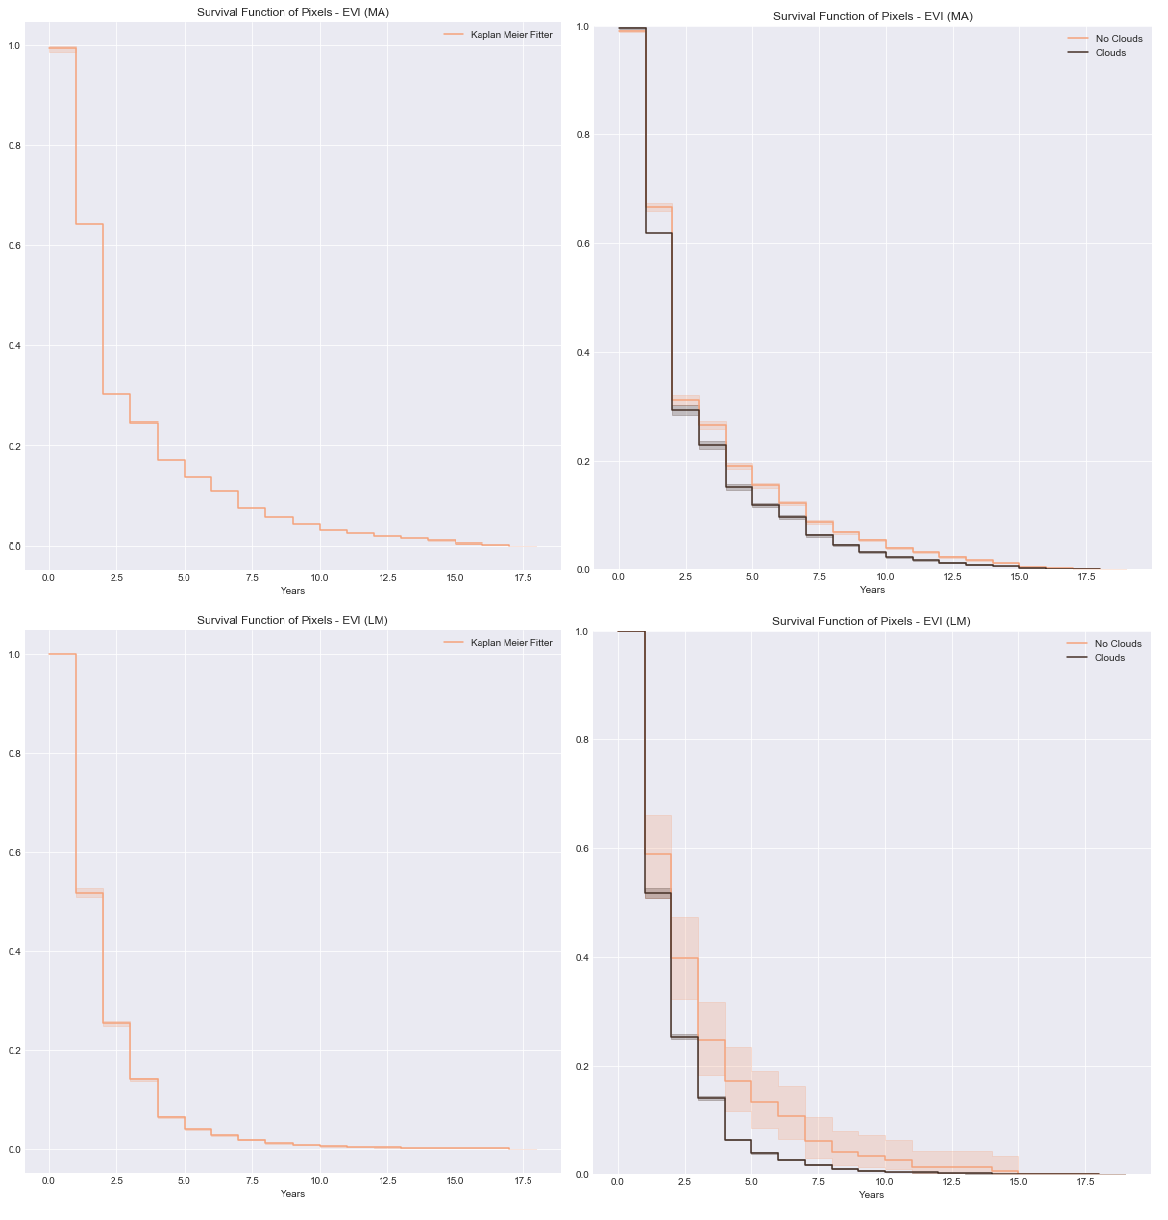 Survival Function of Pixels - EVI (MA)
Kaplan Meier Fitter
1.0
0.8
0.6
0.4
0.2
0.0
0.0 2.5 5.0 7.5 10.0 12.5 15.0 17.5
Years
Survival Function of Pixels - EVI (MA)
No Clouds
Clouds
1.0
0.8
0.6
0.4
0.2
0.0
0.0 2.5 5.0 7.5 10.0 12.5 15.0 17.5
Years
Survival Function of Pixels - EVI (LM)
Kaplan Meier Fitter
1.0
0.8
0.6
0.4
0.2
0.0
0.0 2.5 5.0 7.5 10.0 12.5 15.0 17.5
Years
Survival Function of Pixels - EVI (LM)
No Clouds
Clouds
1.0
0.8
0.6
0.4
0.2
0.0
0.0 2.5 5.0 7.5 10.0 12.5 15.0 17.5
Years